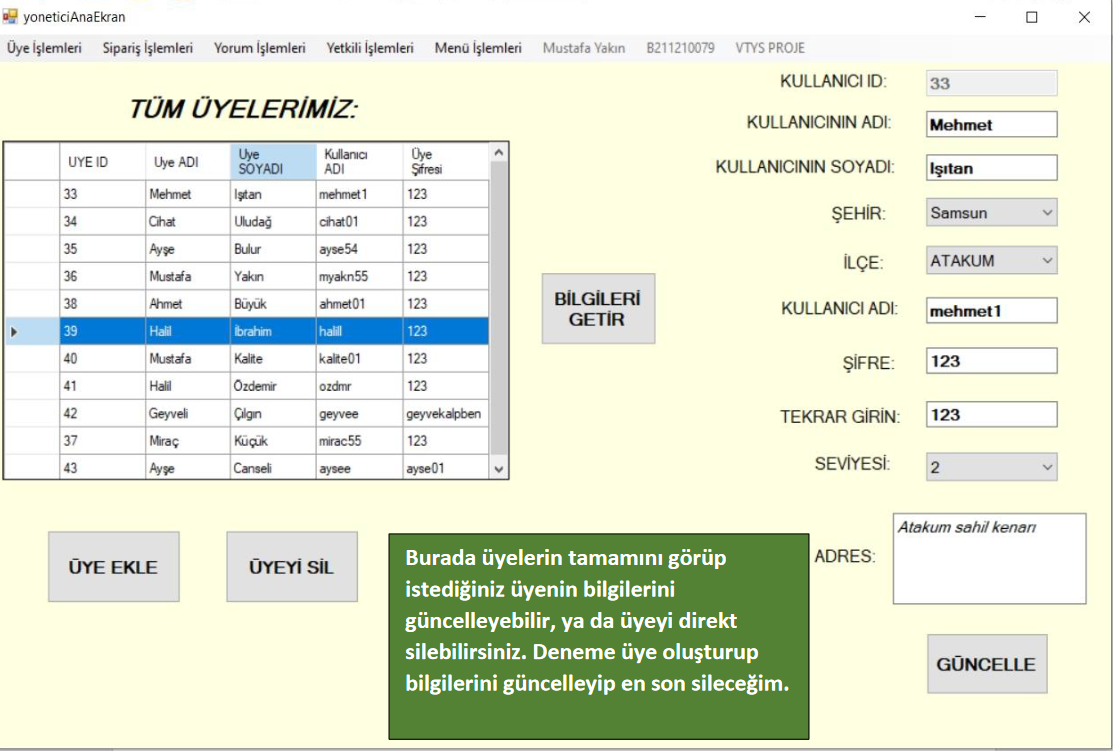 yoneticiAnaEkran
Üye İşlemleri Sipariş İşlemleri Yorum İşlemleri Yetkili İşlemleri Menü İşlemleri Mustafa Yakın B211210079 VTYS PROJE
TÜM ÜYELERİMİZ:
UYE ID Uye ADI Uye SOYADI Kullanıcı ADI Üye Şifresi
33 Mehmet Işıtan mehmet1 123
34 Cihat Uludağ cihat01 123
35 Ayşe Bulur ayse54 123
36 Mustafa Yakın myakn55 123
38 Ahmet Büyük ahmet01 123
39 Halil İbrahim halill 123
40 Mustafa Kalite kalite01 123
41 Halil Özdemir ozdmr 123
42 Geyveli Çılgın geyvee geyvekalpben
37 Miraç Küçük mirac55 123
43 Ayşe Canseli aysee ayse01
BİLGİLERİ
GETİR
KULLANICI ID: 33
KULLANICININ ADI: Mehmet
KULLANICININ SOYADI: Işıtan
ŞEHİR: Samsun
İLÇE: ATAKUM
KULLANICI ADI: mehmet1
ŞİFRE: 123
TEKRAR GİRİN: 123
SEVİYESİ: 2
ADRES: Atakum sahil kenarı
ÜYE EKLE
ÜYEYİ SİL
Burada üyelerin tamamını görüp
istediğiniz üyenin bilgilerini
güncelleyebilir, ya da üyeyi direkt
silebilirsiniz. Deneme üye oluşturup
bilgilerini güncelleyip en son sileceğim.
GÜNCELLE